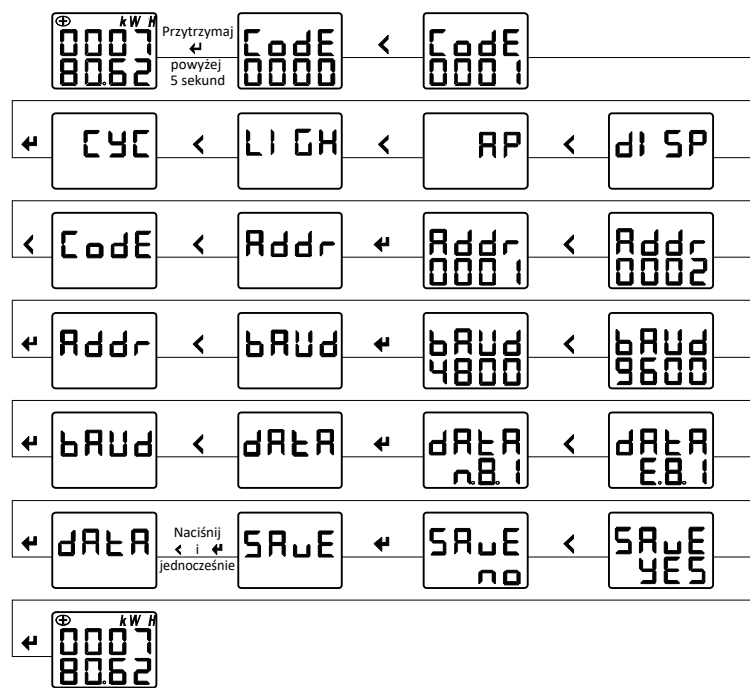 ⊕ kW H
0007
80.62
Przytrzymaj
↵
powyżej
5 sekund
CodE
0000
<
CodE
0001
↵
CYC
<
LIGH
<
AP
<
dISP
<
CodE
<
Addr
↵
Addr
0001
<
Addr
0002
↵
Addr
<
bAUd
↵
bAUd
4800
<
bAUd
9600
↵
bAUd
<
dAtA
↵
dAtA
n.8.1
<
dAtA
E.8.1
↵
dAtA
Naciśnij
< i ↵
jednocześnie
SAvE
↵
SAvE
no
<
SAvE
YES
↵
⊕ kW H
0007
80.62